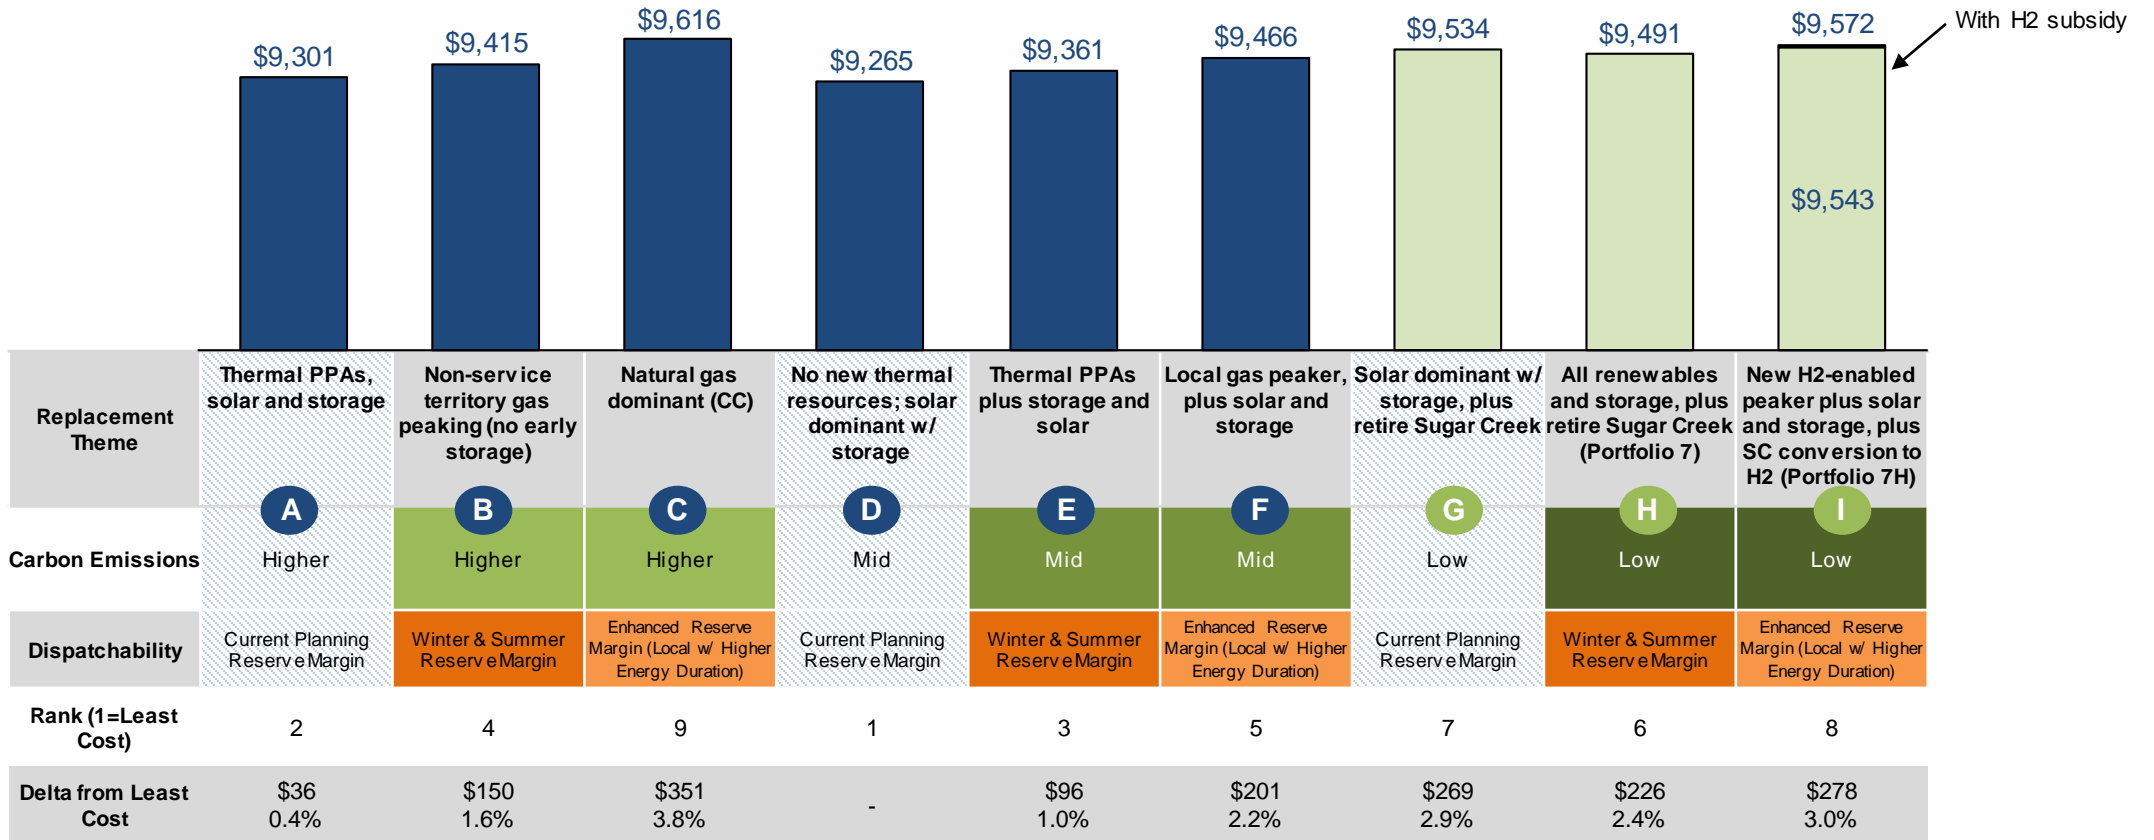 $9,301
$9,415
$9,616
$9,265
$9,361
$9,466
$9,534
$9,491
$9,572
With H2 subsidy
$9,543
Replacement
Theme
Thermal PPAs,
solar and storage
Non-service
territory gas
peaking (no early
storage)
Natural gas
dominant (CC)
No new thermal
resources; solar
dominant w/
storage
Thermal PPAs
plus storage and
solar
Local gas peaker,
plus solar and
storage
Solar dominant w/
storage, plus
retire Sugar Creek
All renewables
and storage, plus
retire Sugar Creek
(Portfolio 7)
New H2-enabled
peaker plus solar
and storage, plus
SC conversion to
H2 (Portfolio 7H)
A
B
C
D
E
F
G
H
I
Carbon Emissions
Higher
Higher
Higher
Mid
Mid
Mid
Low
Low
Low
Dispatchability
Current Planning
Reserve Margin
Winter & Summer
Reserve Margin
Enhanced Reserve
Margin (Local w/ Higher
Energy Duration)
Current Planning
Reserve Margin
Winter & Summer
Reserve Margin
Enhanced Reserve
Margin (Local w/ Higher
Energy Duration)
Current Planning
Reserve Margin
Winter & Summer
Reserve Margin
Enhanced Reserve
Margin (Local w/ Higher
Energy Duration)
Rank (1=Least
Cost)
2
4
9
1
3
5
7
6
8
Delta from Least
Cost
$36
0.4%
$150
1.6%
$351
3.8%
-
$96
1.0%
$201
2.2%
$269
2.9%
$226
2.4%
$278
3.0%